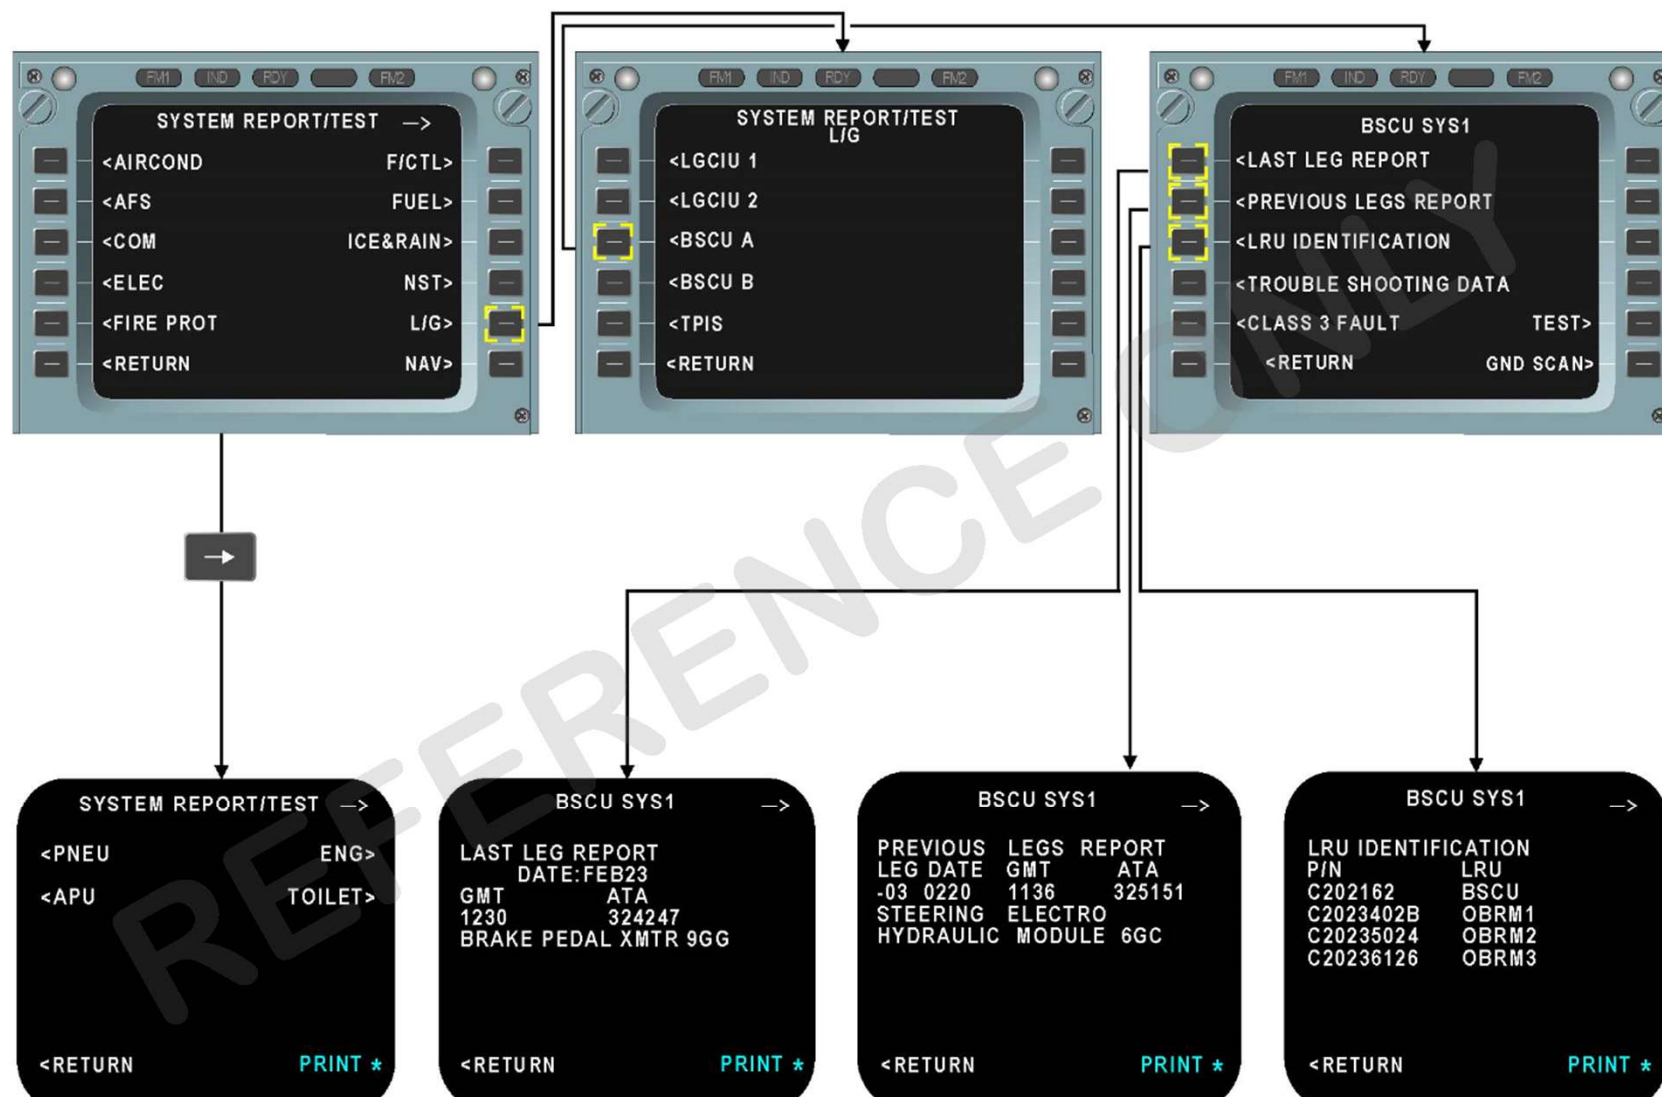 FM1 IND RDY FM2
SYSTEM REPORT/TEST —>
<AIRCOND F/CTL>
<AFS FUEL>
<COM ICE&RAIN>
<ELEC NST>
<FIRE PROT L/G>
<RETURN NAV>
FM1 IND RDY FM2
SYSTEM REPORT/TEST
L/G
<LGCIU 1
<LGCIU 2
<BSCU A
<BSCU B
<TPIS
<RETURN
FM1 IND RDY FM2
BSCU SYS1
<LAST LEG REPORT
<PREVIOUS LEGS REPORT
<LRU IDENTIFICATION
<TROUBLE SHOOTING DATA
<CLASS 3 FAULT TEST>
<RETURN GND SCAN>
→
SYSTEM REPORT/TEST —>
<PNEU ENG>
<APU TOILET>
<RETURN PRINT *
BSCU SYS1 —>
LAST LEG REPORT
DATE:FEB23
GMT ATA
1230 324247
BRAKE PEDAL XMTR 9GG
<RETURN PRINT *
BSCU SYS1 —>
PREVIOUS LEGS REPORT
LEG DATE GMT ATA
-03 0220 1136 325151
STEERING ELECTRO
HYDRAULIC MODULE 6GC
<RETURN PRINT *
BSCU SYS1 —>
LRU IDENTIFICATION
P/N LRU
C202162 BSCU
C2023402B OBRM1
C20235024 OBRM2
C20236126 OBRM3
<RETURN PRINT *
REFERENCE ONLY